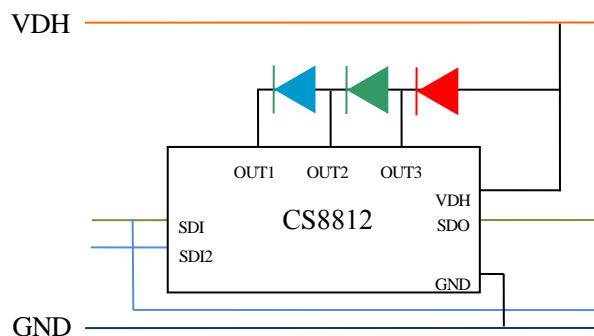 VDH
OUT1 OUT2 OUT3
VDH
CS8812
SDI
SDO
SDI2
GND
GND